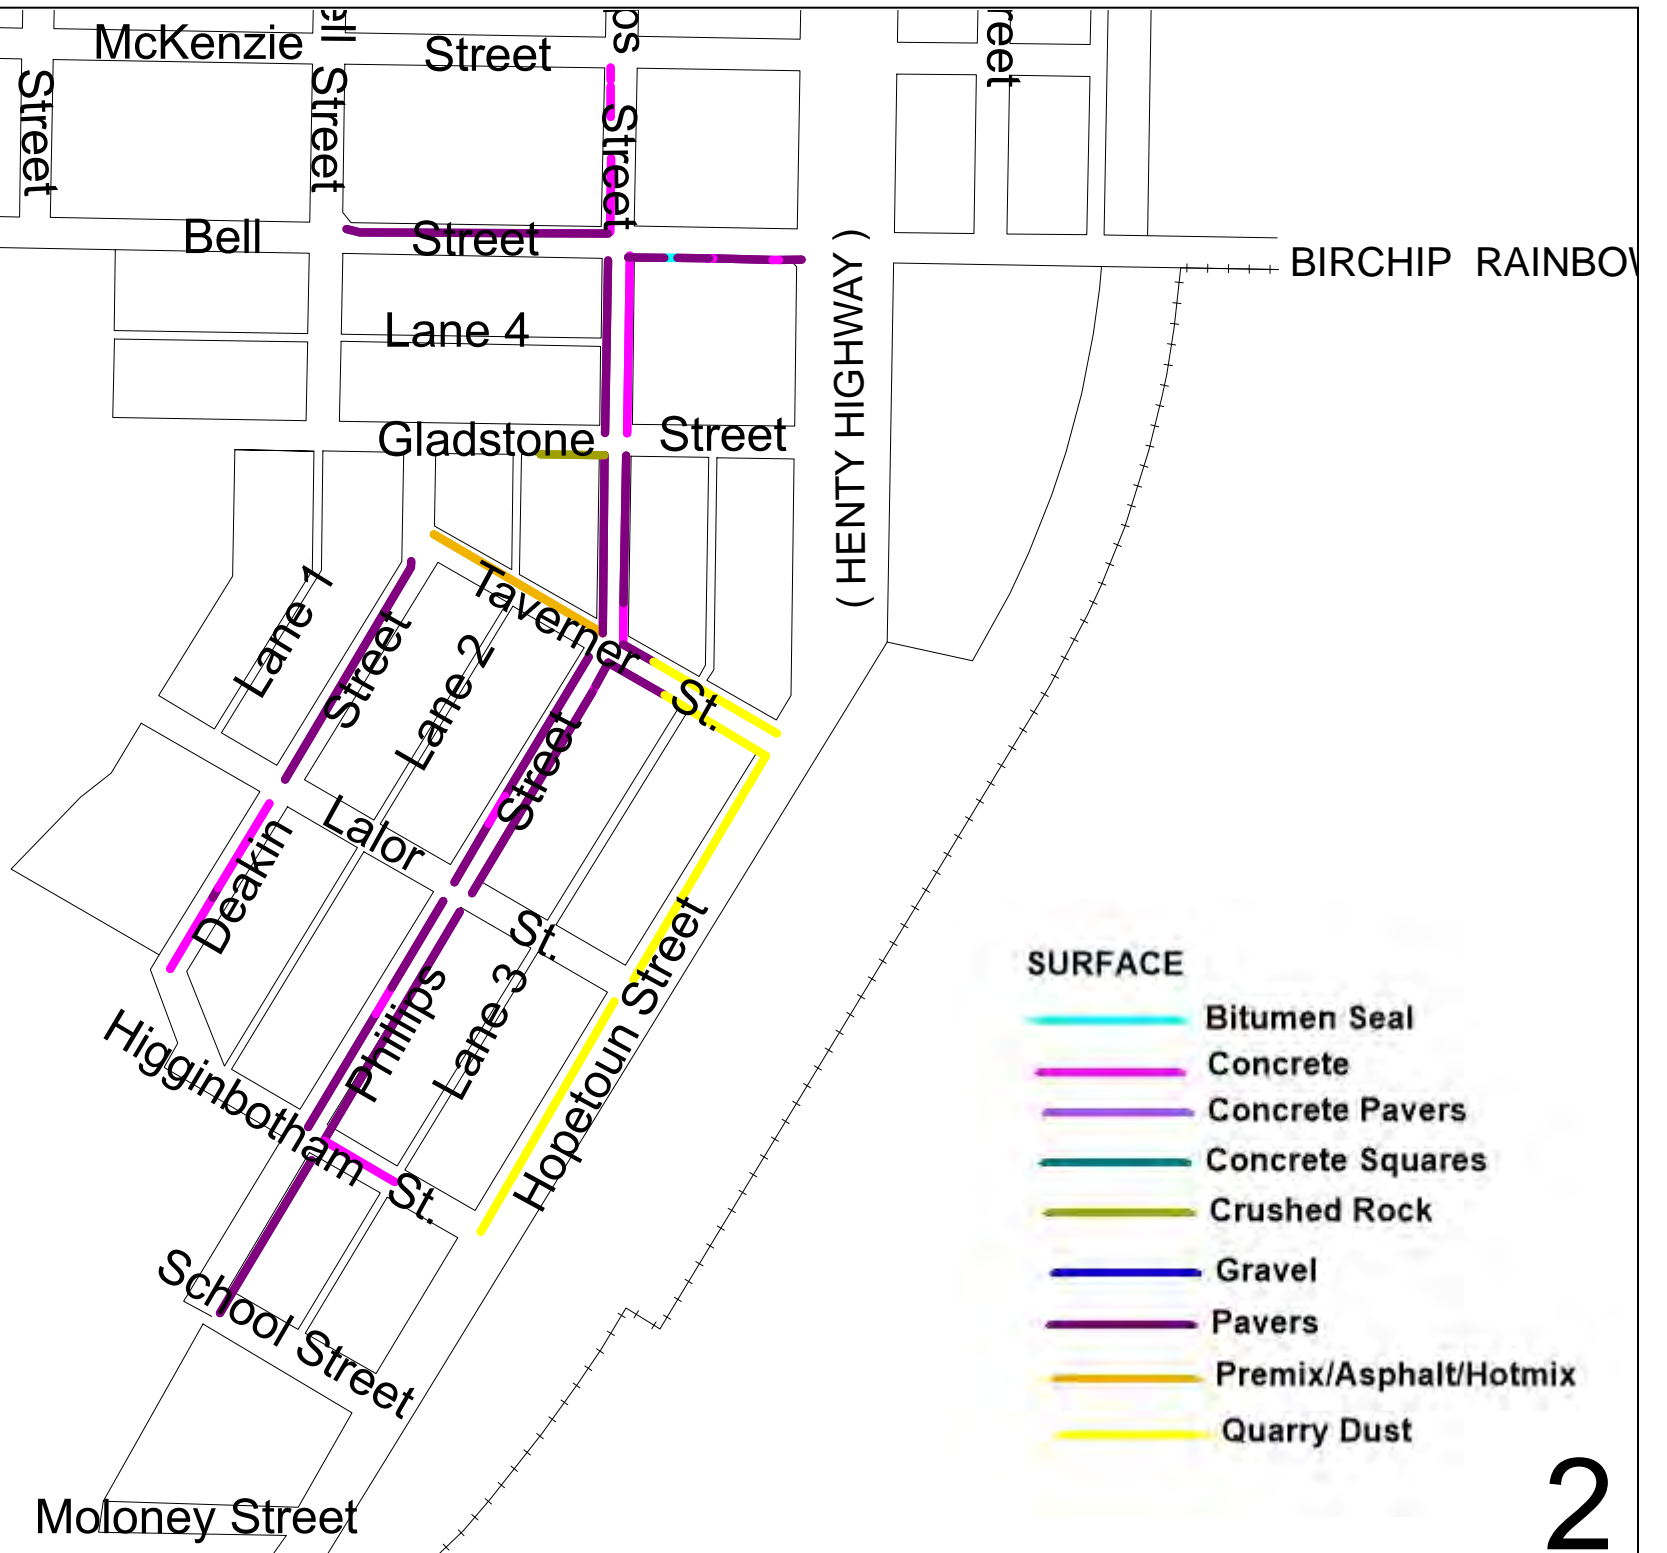 McKenzie Street
Street
Street
Street
Bell Street
BIRCHIP RAINBOW
Lane 4
( HENTY HIGHWAY )
Gladstone Street
Taverner St.
Lane 1
Street
Lane 2
Street
Lalor St.
Deakin
Phillips
Lane 3
Hopetoun Street
Higginbotham St.
School Street
Moloney Street
SURFACE
Bitumen Seal
Concrete
Concrete Pavers
Concrete Squares
Crushed Rock
Gravel
Pavers
Premix/Asphalt/Hotmix
Quarry Dust
2